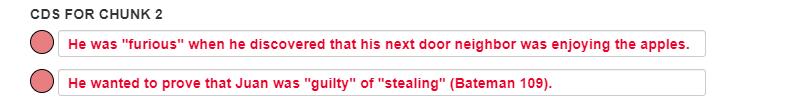 CDS FOR CHUNK 2
He was "furious" when he discovered that his next door neighbor was enjoying the apples.
He wanted to prove that Juan was "guilty" of "stealing" (Bateman 109).